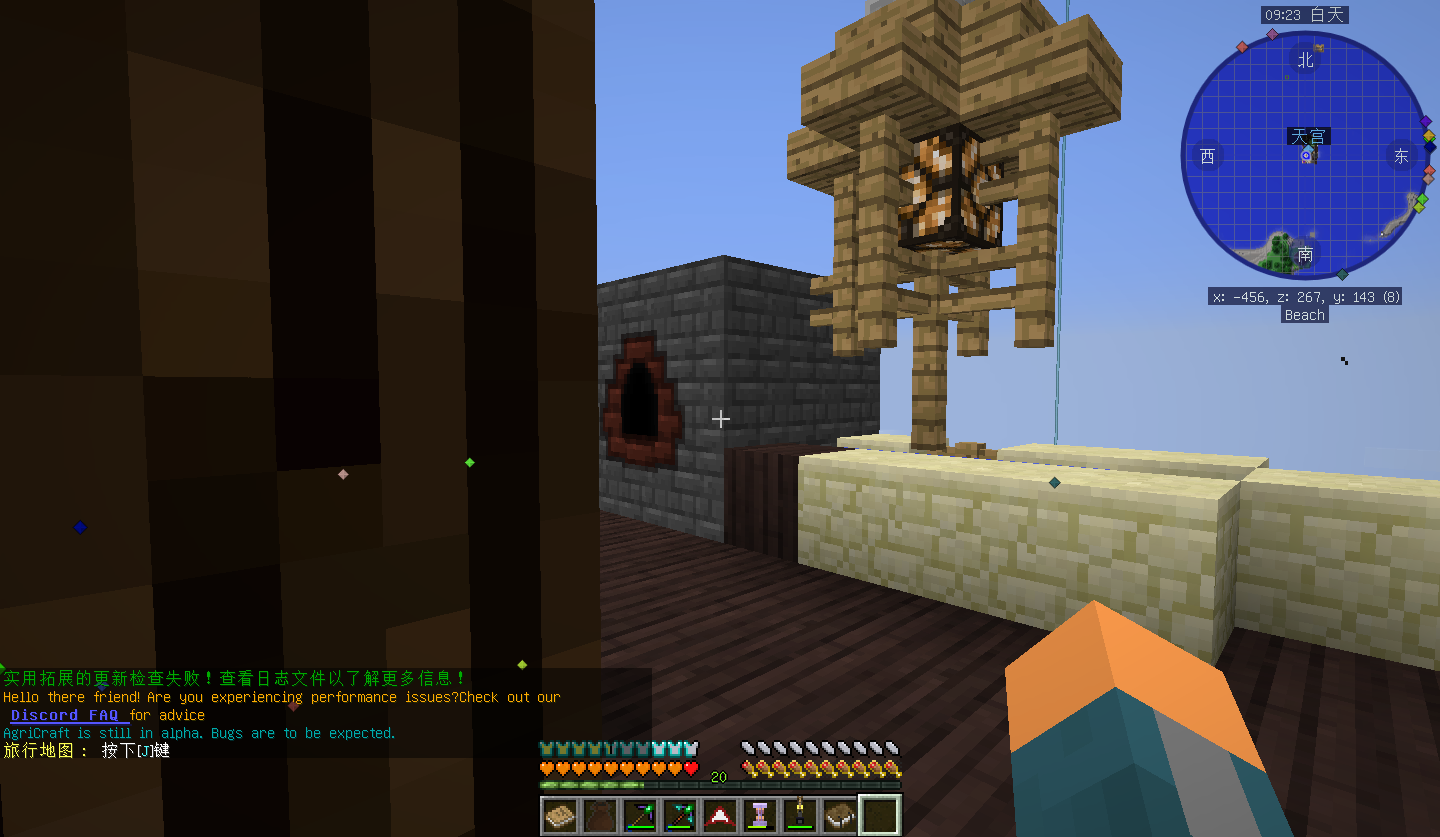 09:23 白天
北
天宫
西
东
南
x: -456, z: 267, y: 143 (8)
Beach
实用拓展的更新检查失败！查看日志文件以了解更多信息！
Hello there friend! Are you experiencing performance issues?Check out our
Discord FAQ for advice
AgriCraft is still in alpha. Bugs are to be expected.
旅行地图： 按下[J]键
20